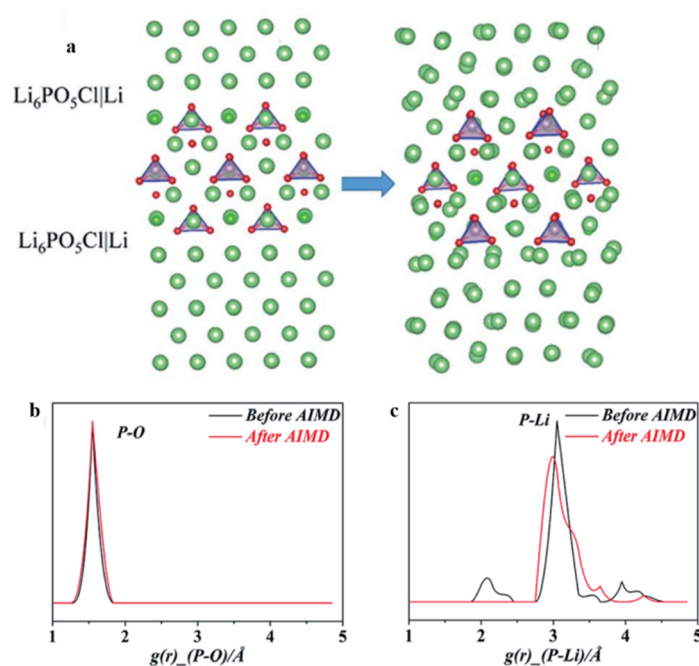 a
Li₆PO₅Cl|Li
Li₆PO₅Cl|Li
b
P-O
Before AIMD
After AIMD
1 2 3 4 5
g(r)_(P-O)/Å
c
P-Li
Before AIMD
After AIMD
1 2 3 4 5
g(r)_(P-Li)/Å